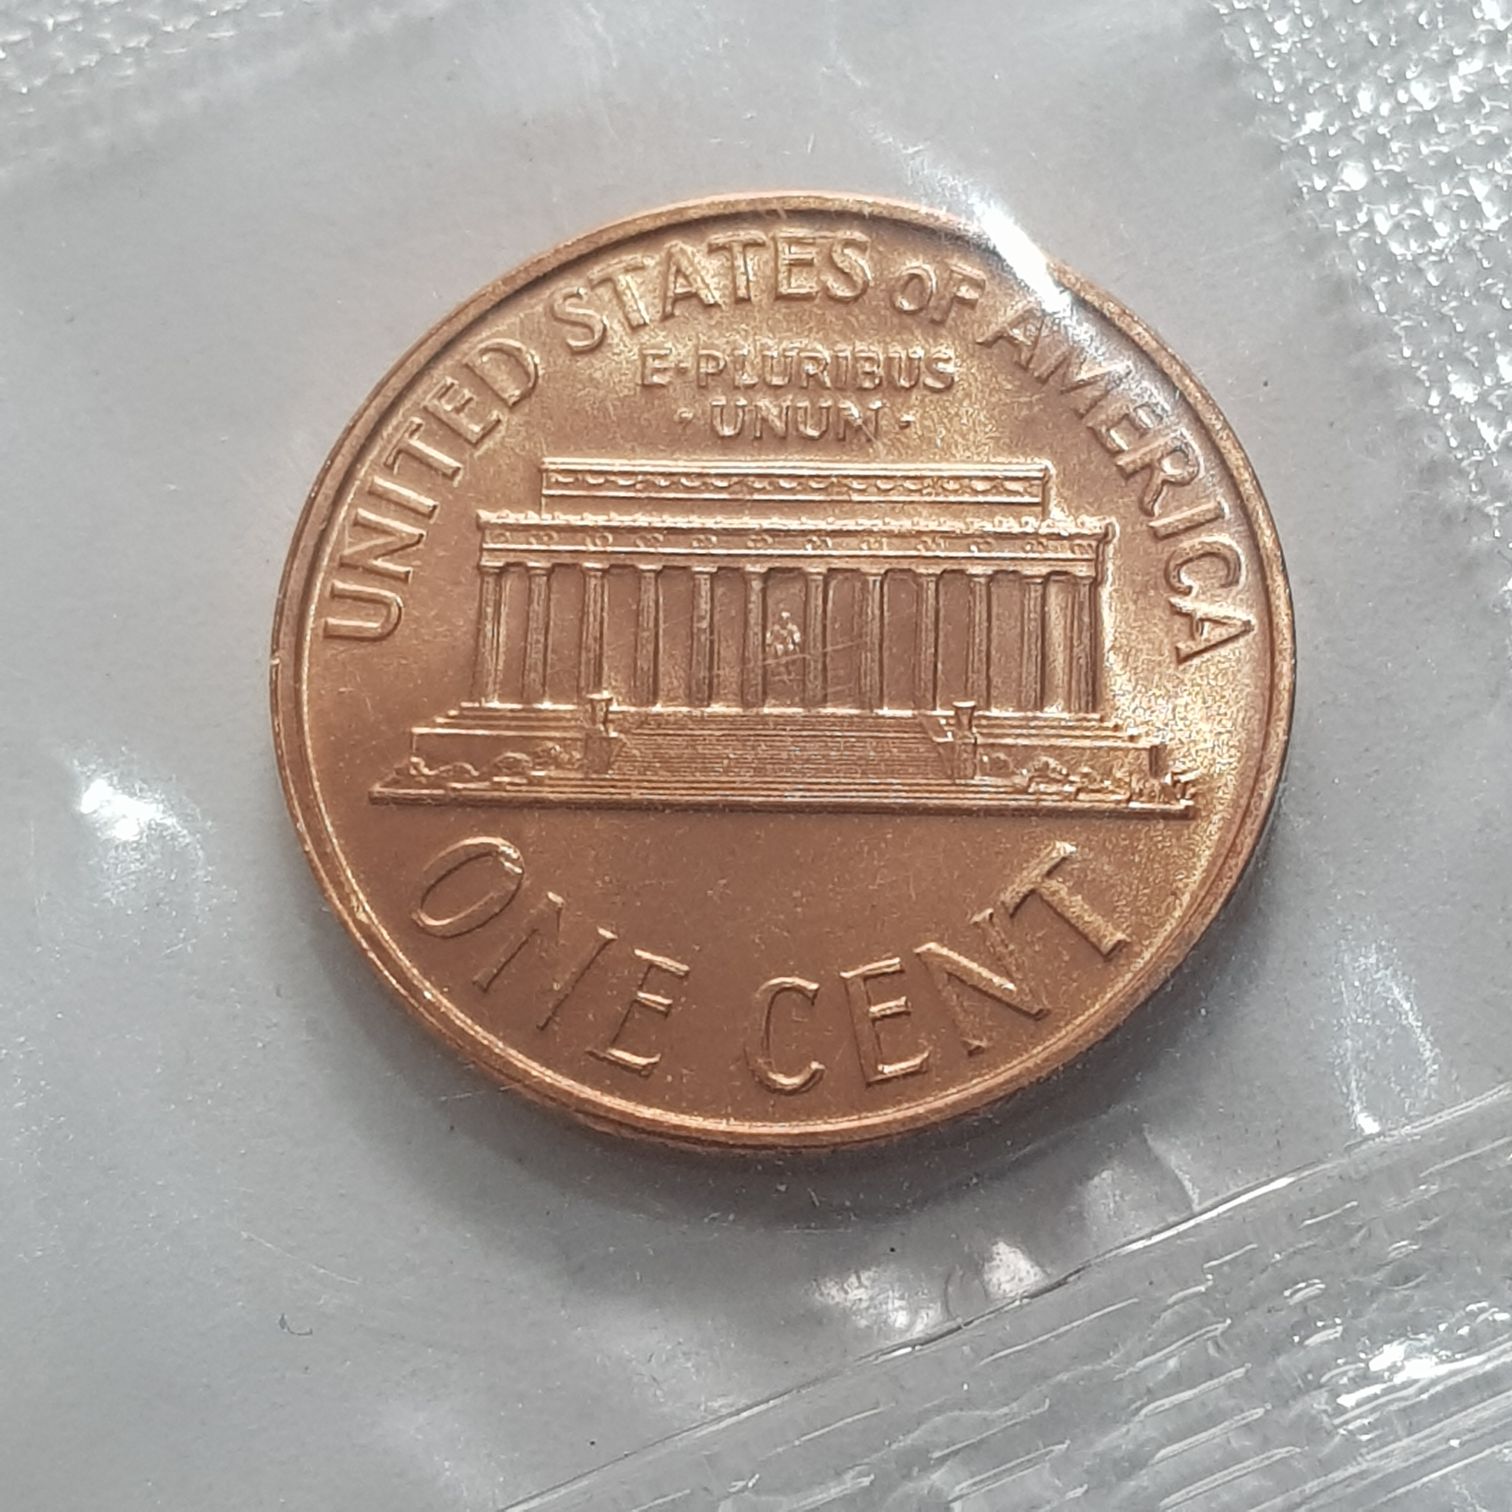 UNITED STATES OF AMERICA
E·PLURIBUS
·UNUM·
ONE CENT